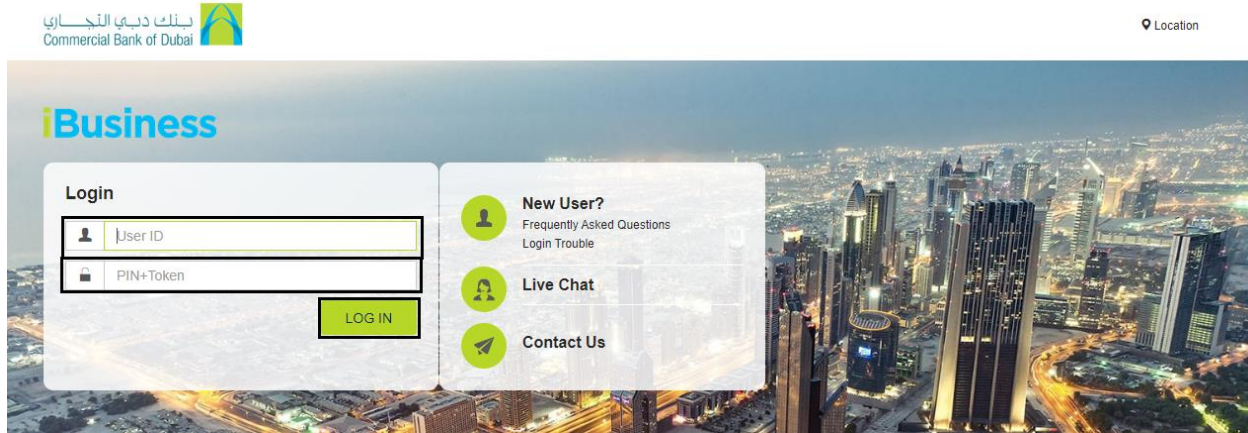 بنك دبي التجاري
Commercial Bank of Dubai
Location
iBusiness
Login
User ID
PIN+Token
LOG IN
New User?
Frequently Asked Questions
Login Trouble
Live Chat
Contact Us